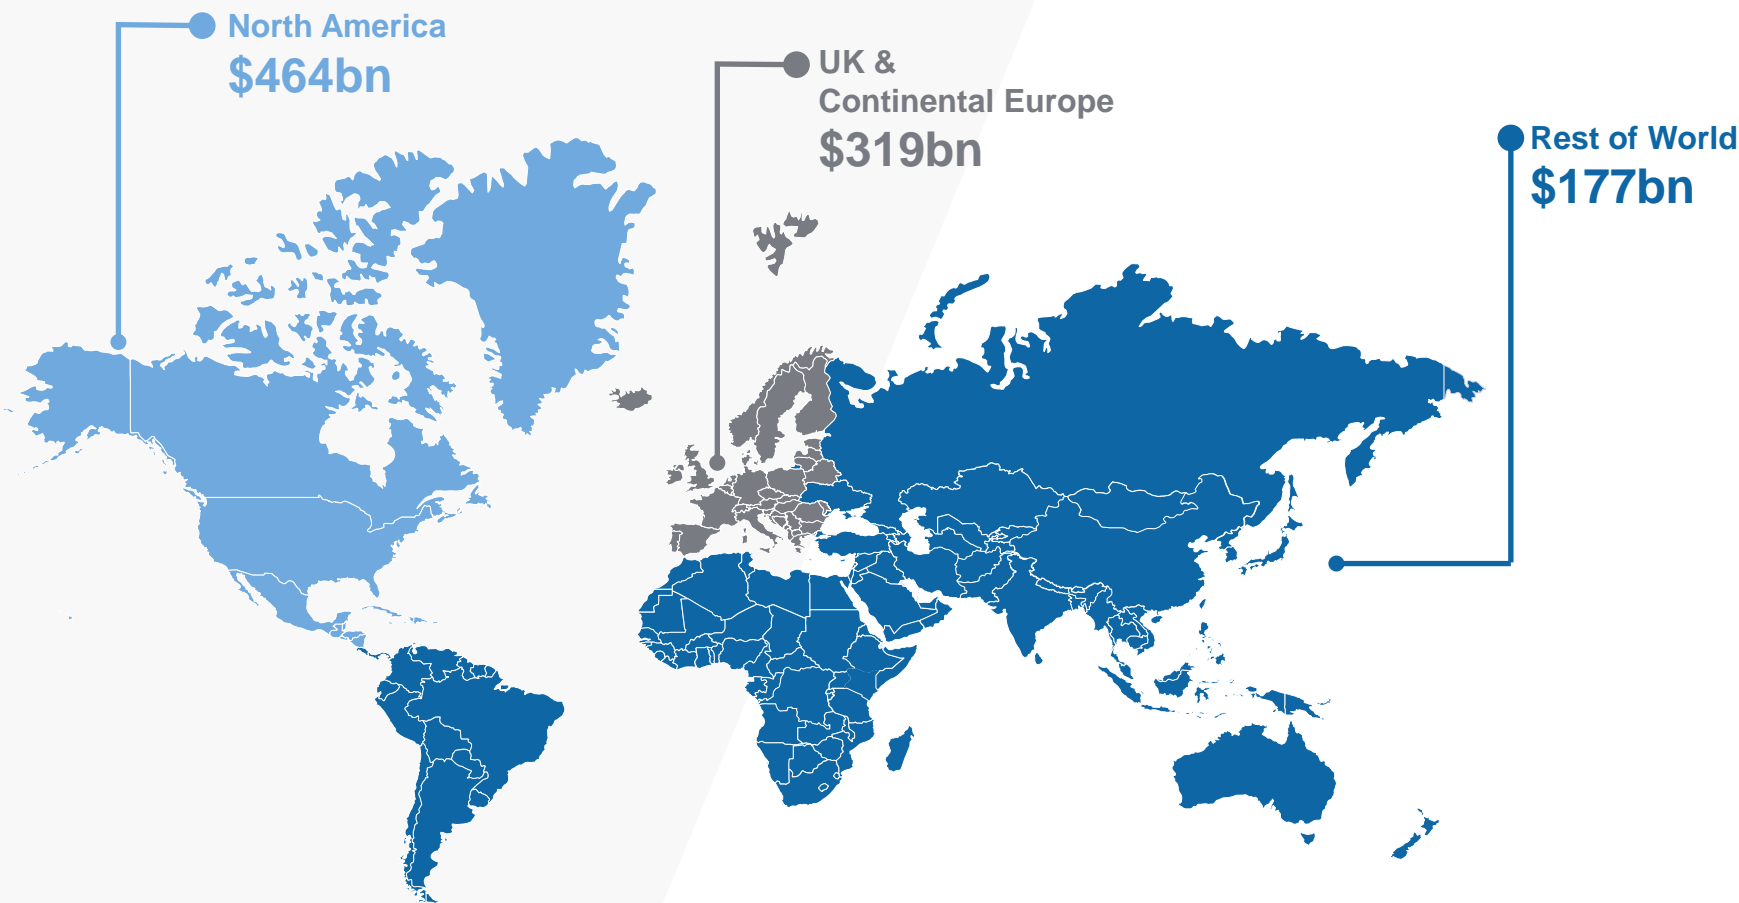 North America
$464bn
UK &
Continental Europe
$319bn
Rest of World
$177bn